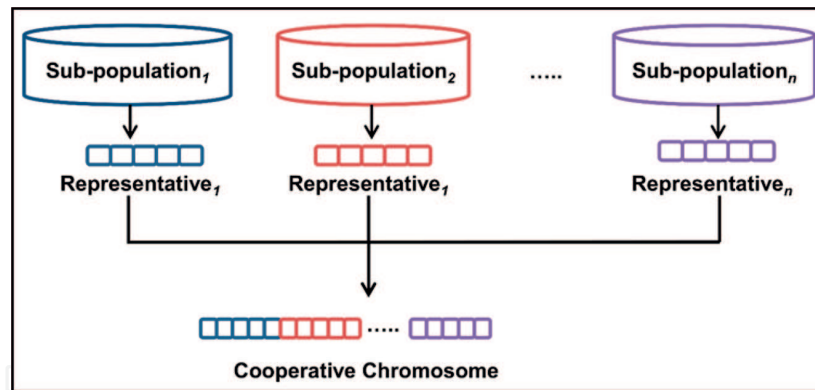 Sub-population1 Sub-population2 ..... Sub-populationn
Representative1 Representative1 Representativen
.....
Cooperative Chromosome